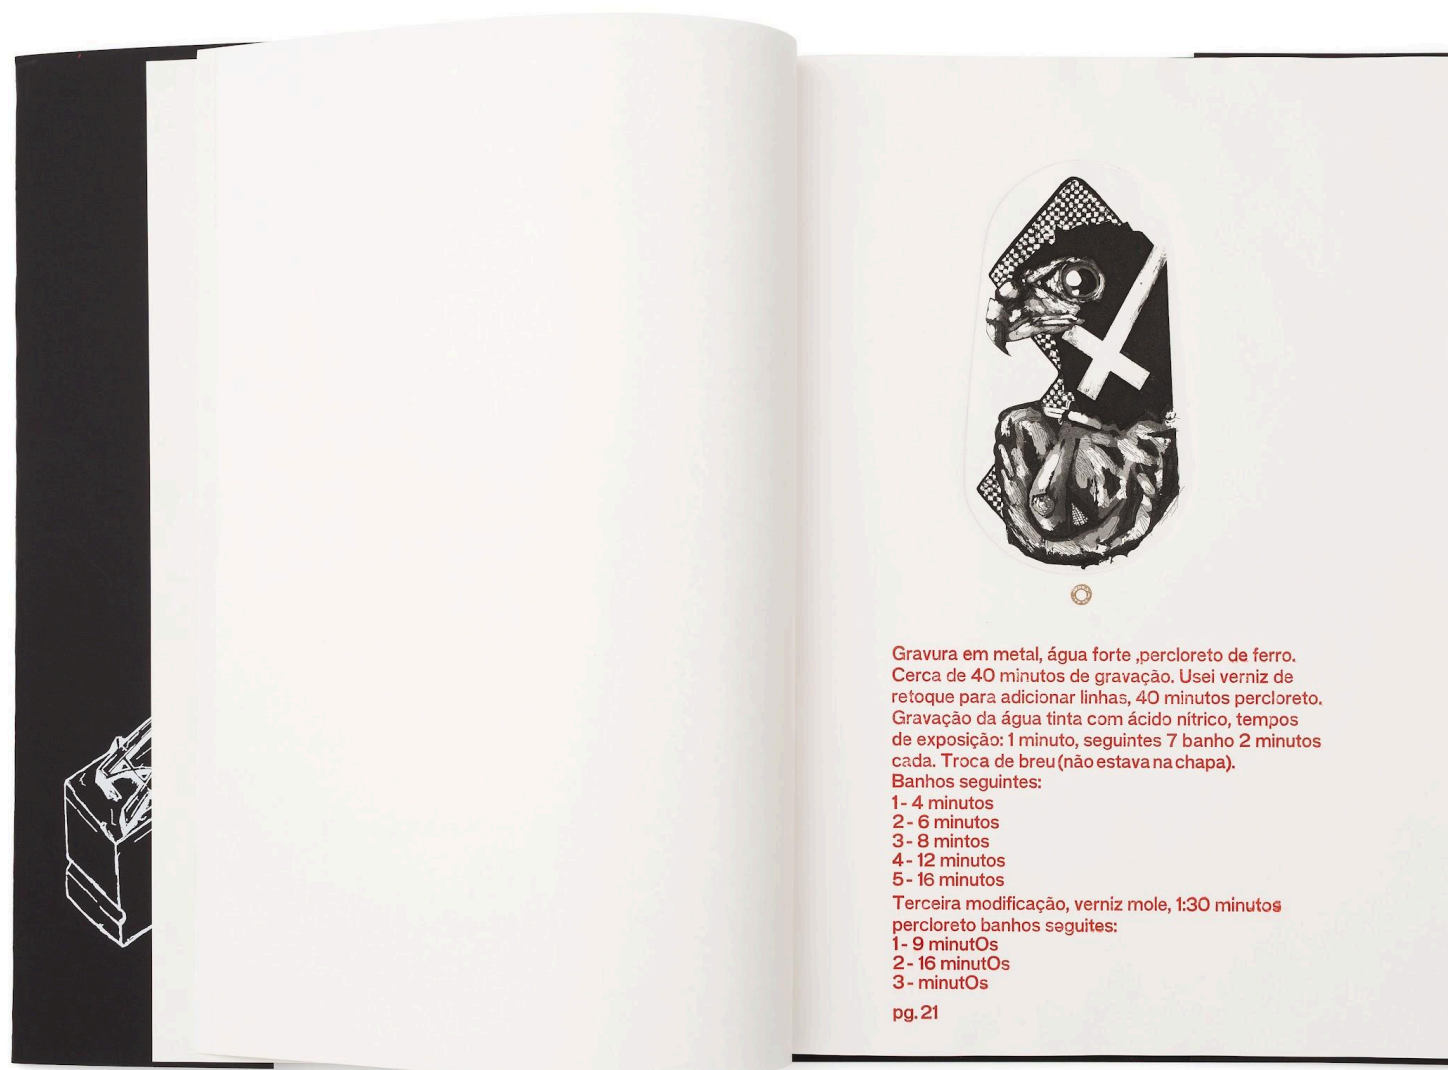 Gravura em metal, água forte ,percloreto de ferro.
Cerca de 40 minutos de gravação. Usei verniz de
retoque para adicionar linhas, 40 minutos percloreto.
Gravação da água tinta com ácido nítrico, tempos
de exposição: 1 minuto, seguintes 7 banho 2 minutos
cada. Troca de breu (não estava na chapa).
Banhos seguintes:
1- 4 minutos
2- 6 minutos
3- 8 mintos
4- 12 minutos
5- 16 minutos
Terceira modificação, verniz mole, 1:30 minutos
percloreto banhos seguites:
1- 9 minutOs
2- 16 minutOs
3- minutOs
pg. 21